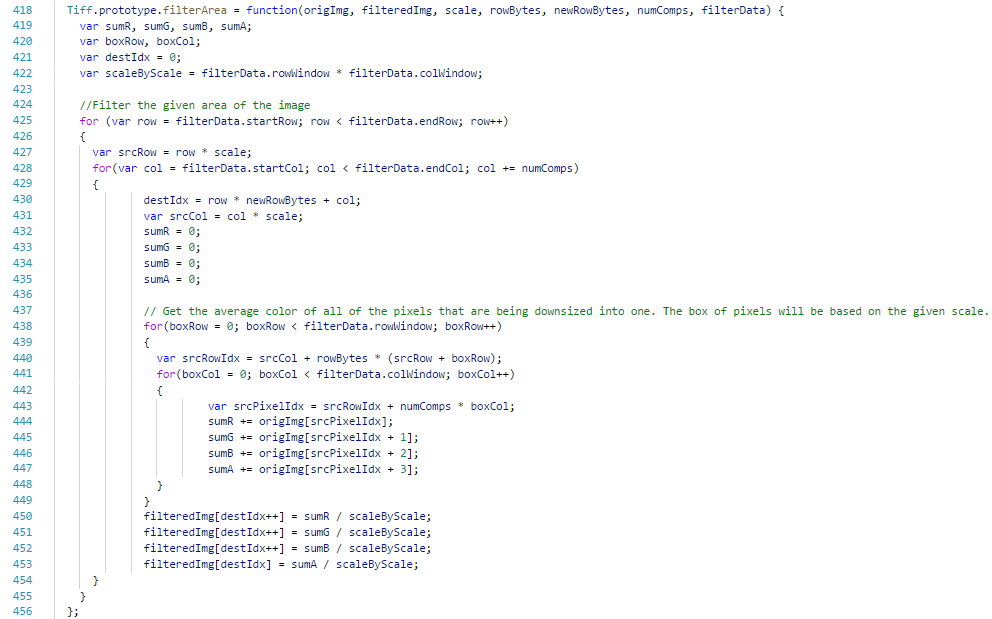 418 Tiff.prototype.filterArea = function(origImg, filteredImg, scale, rowBytes, newRowBytes, numComps, filterData) {
419 var sumR, sumG, sumB, sumA;
420 var boxRow, boxCol;
421 var destIdx = 0;
422 var scaleByScale = filterData.rowWindow * filterData.colWindow;
423
424 //Filter the given area of the image
425 for (var row = filterData.startRow; row < filterData.endRow; row++)
426 {
427 var srcRow = row * scale;
428 for(var col = filterData.startCol; col < filterData.endCol; col += numComps)
429 {
430 destIdx = row * newRowBytes + col;
431 var srcCol = col * scale;
432 sumR = 0;
433 sumG = 0;
434 sumB = 0;
435 sumA = 0;
436
437 // Get the average color of all of the pixels that are being downsized into one. The box of pixels will be based on the given scale.
438 for(boxRow = 0; boxRow < filterData.rowWindow; boxRow++)
439 {
440 var srcRowIdx = srcCol + rowBytes * (srcRow + boxRow);
441 for(boxCol = 0; boxCol < filterData.colWindow; boxCol++)
442 {
443 var srcPixelIdx = srcRowIdx + numComps * boxCol;
444 sumR += origImg[srcPixelIdx];
445 sumG += origImg[srcPixelIdx + 1];
446 sumB += origImg[srcPixelIdx + 2];
447 sumA += origImg[srcPixelIdx + 3];
448 }
449 }
450 filteredImg[destIdx++] = sumR / scaleByScale;
451 filteredImg[destIdx++] = sumG / scaleByScale;
452 filteredImg[destIdx++] = sumB / scaleByScale;
453 filteredImg[destIdx] = sumA / scaleByScale;
454 }
455 }
456 };